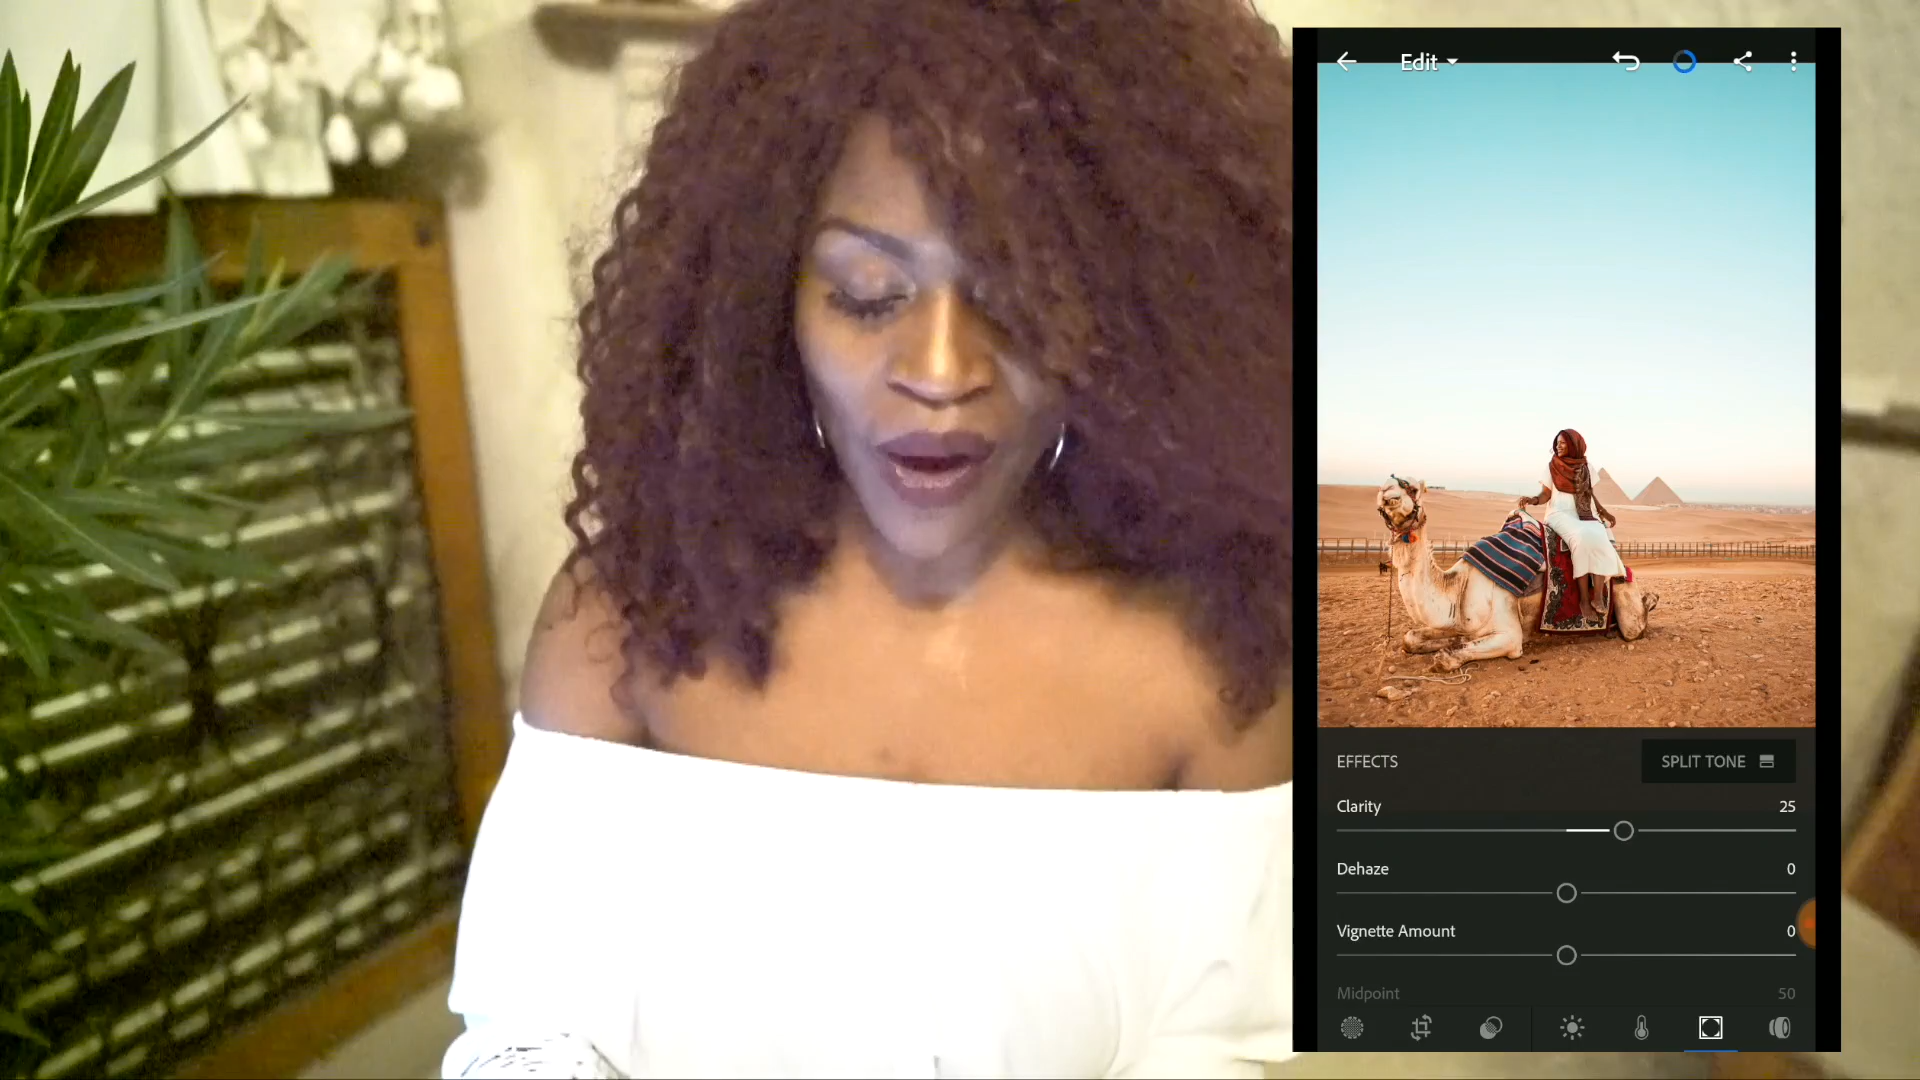 Edit
EFFECTS
SPLIT TONE
Clarity 25
Dehaze 0
Vignette Amount 0
Midpoint 50